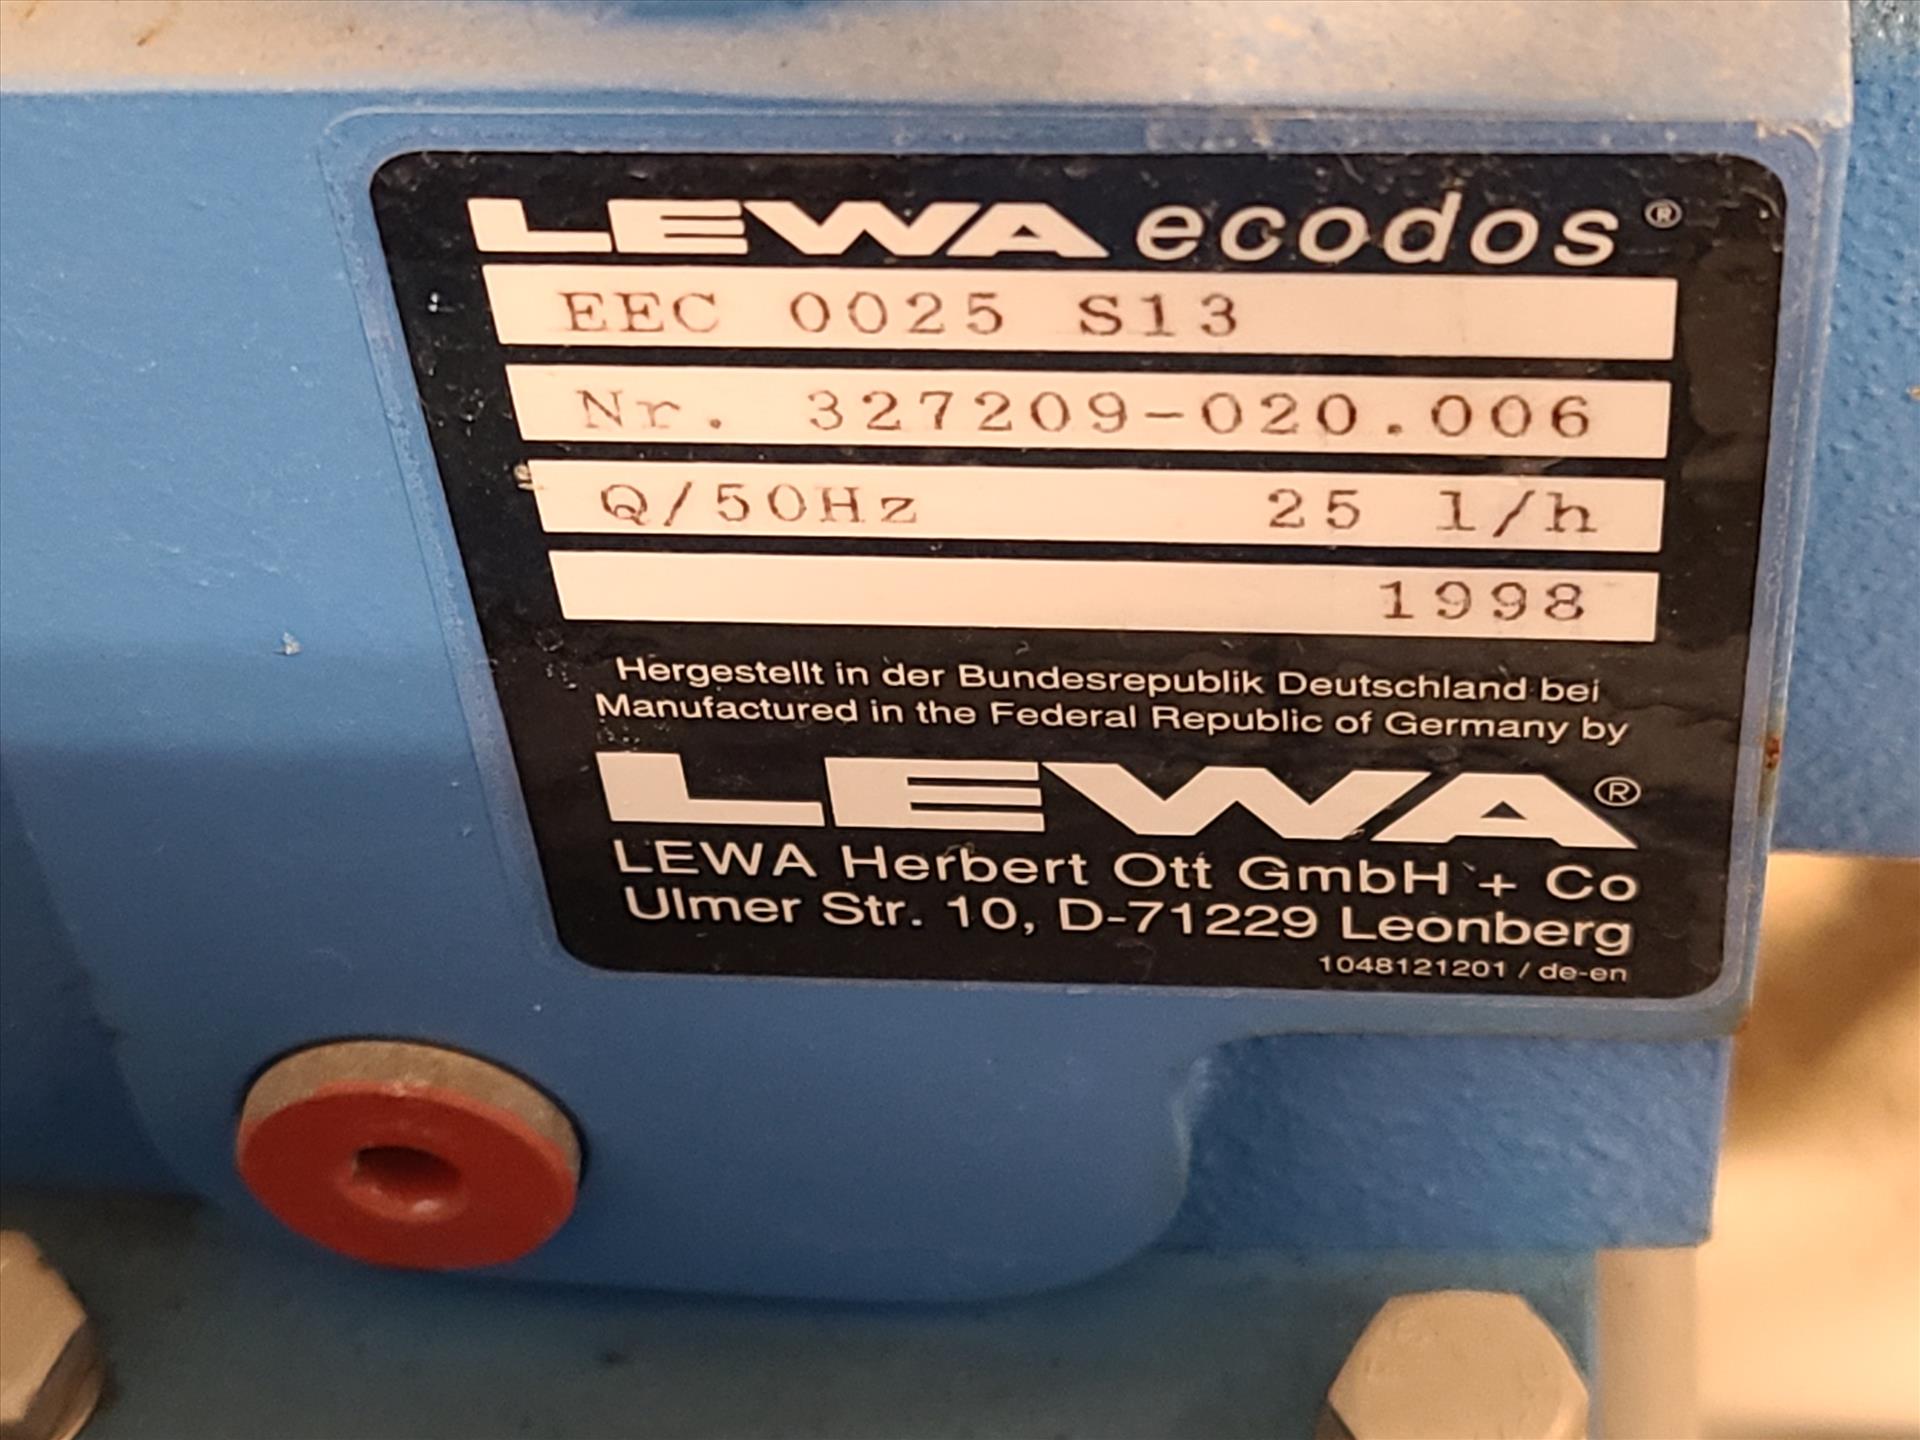 LEWA ecodos®
EEC 0025 S13
Nr. 327209-020.006
Q/50Hz 25 l/h
1998
Hergestellt in der Bundesrepublik Deutschland bei
Manufactured in the Federal Republic of Germany by
LEWA®
LEWA Herbert Ott GmbH + Co
Ulmer Str. 10, D-71229 Leonberg
1048121201 / de-en